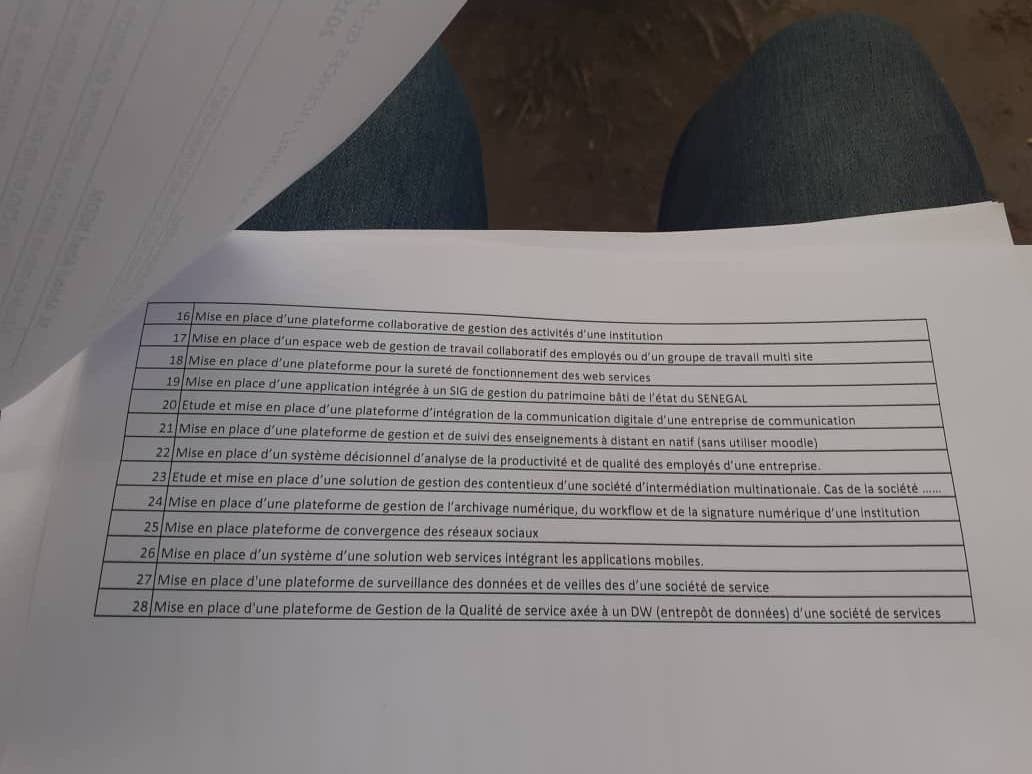 16 Mise en place d'une plateforme collaborative de gestion des activités d'une institution
17 Mise en place d'un espace web de gestion de travail collaboratif des employés ou d'un groupe de travail multi site
18 Mise en place d'une plateforme pour la sureté de fonctionnement des web services
19 Mise en place d'une application intégrée à un SIG de gestion du patrimoine bâti de l'état du SENEGAL
20 Etude et mise en place d'une plateforme d'intégration de la communication digitale d'une entreprise de communication
21 Mise en place d'une plateforme de gestion et de suivi des enseignements à distant en natif (sans utiliser moodle)
22 Mise en place d'un système décisionnel d'analyse de la productivité et de qualité des employés d'une entreprise.
23 Etude et mise en place d'une solution de gestion des contentieux d'une société d'intermédiation multinationale. Cas de la société ......
24 Mise en place d'une plateforme de gestion de l'archivage numérique, du workflow et de la signature numérique d'une institution
25 Mise en place plateforme de convergence des réseaux sociaux
26 Mise en place d'un système d'une solution web services intégrant les applications mobiles.
27 Mise en place d'une plateforme de surveillance des données et de veilles des d'une société de service
28 Mise en place d'une plateforme de Gestion de la Qualité de service axée à un DW (entrepôt de données) d'une société de services